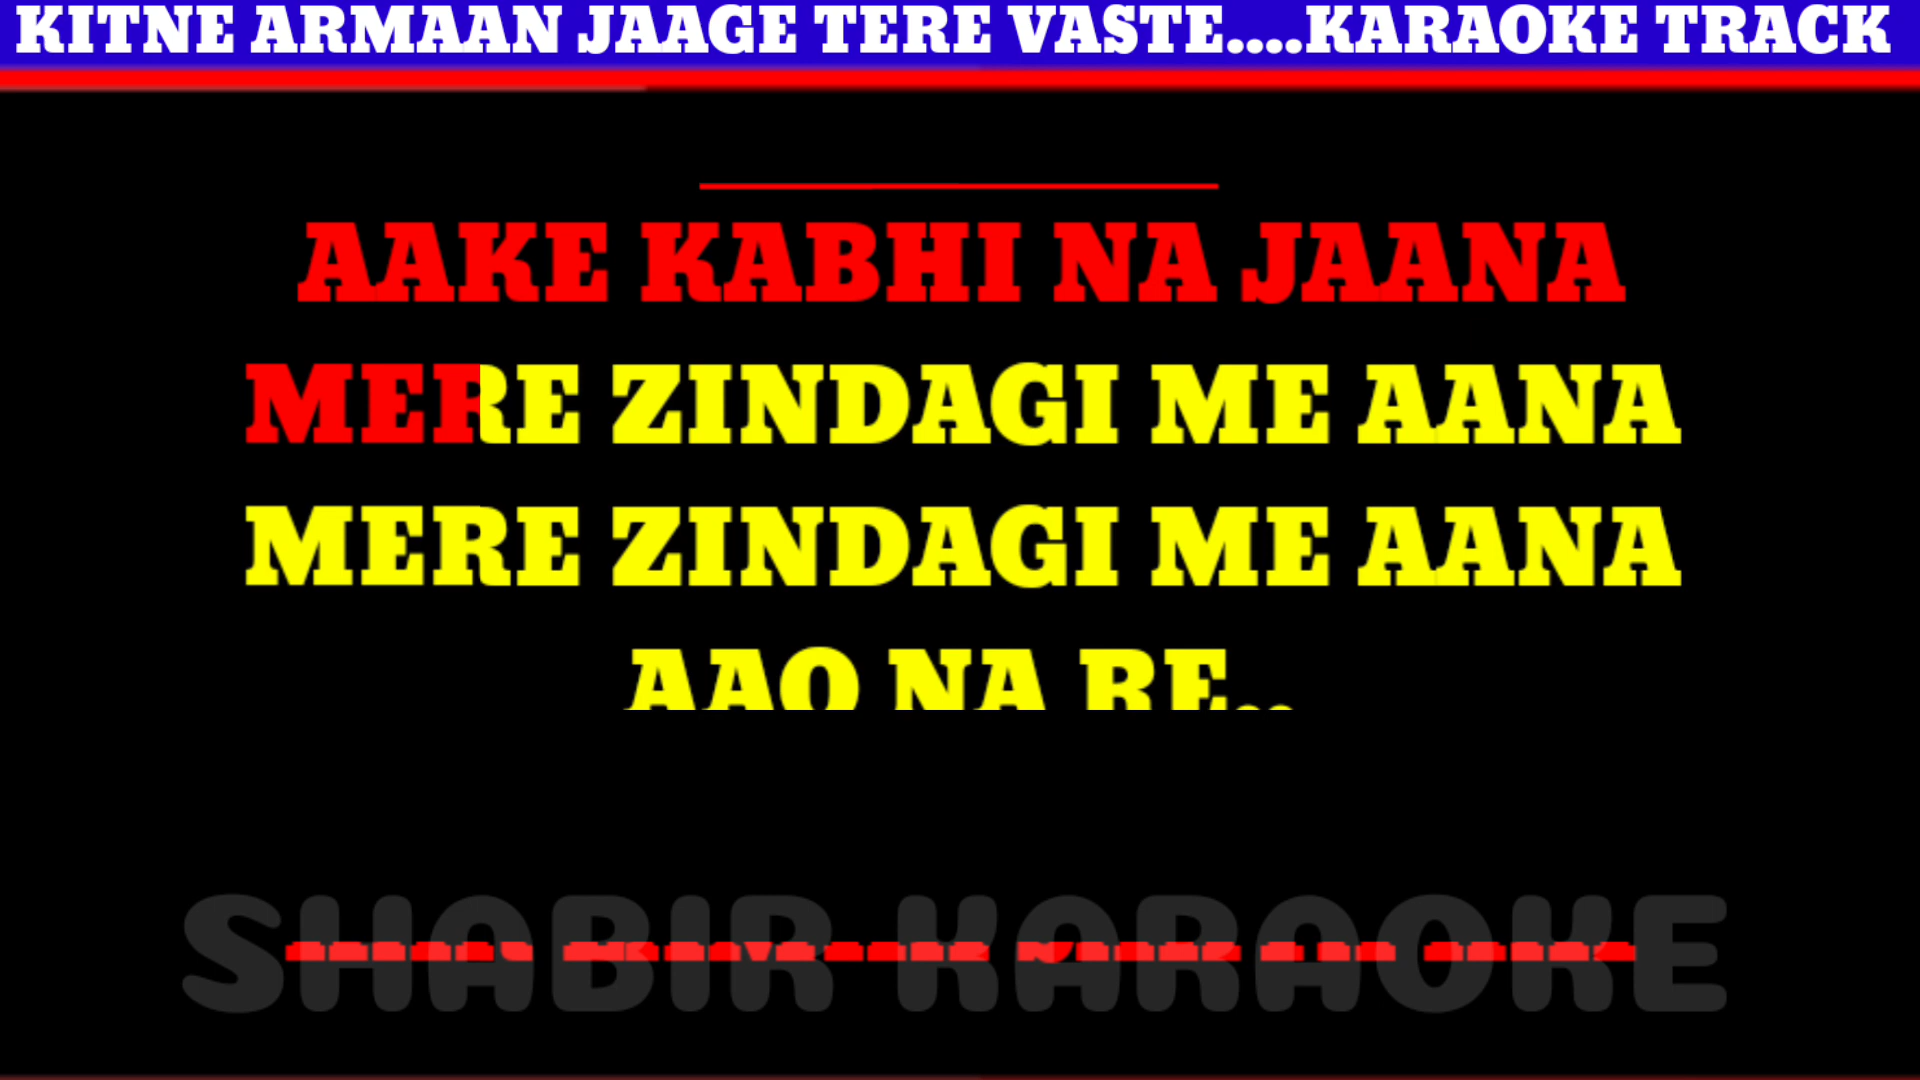 KITNE ARMAAN JAAGE TERE VASTE....KARAOKE TRACK
AAKE KABHI NA JAANA
MERE ZINDAGI ME AANA
MERE ZINDAGI ME AANA
AAO NA RE..
SHABIR KARAOKE